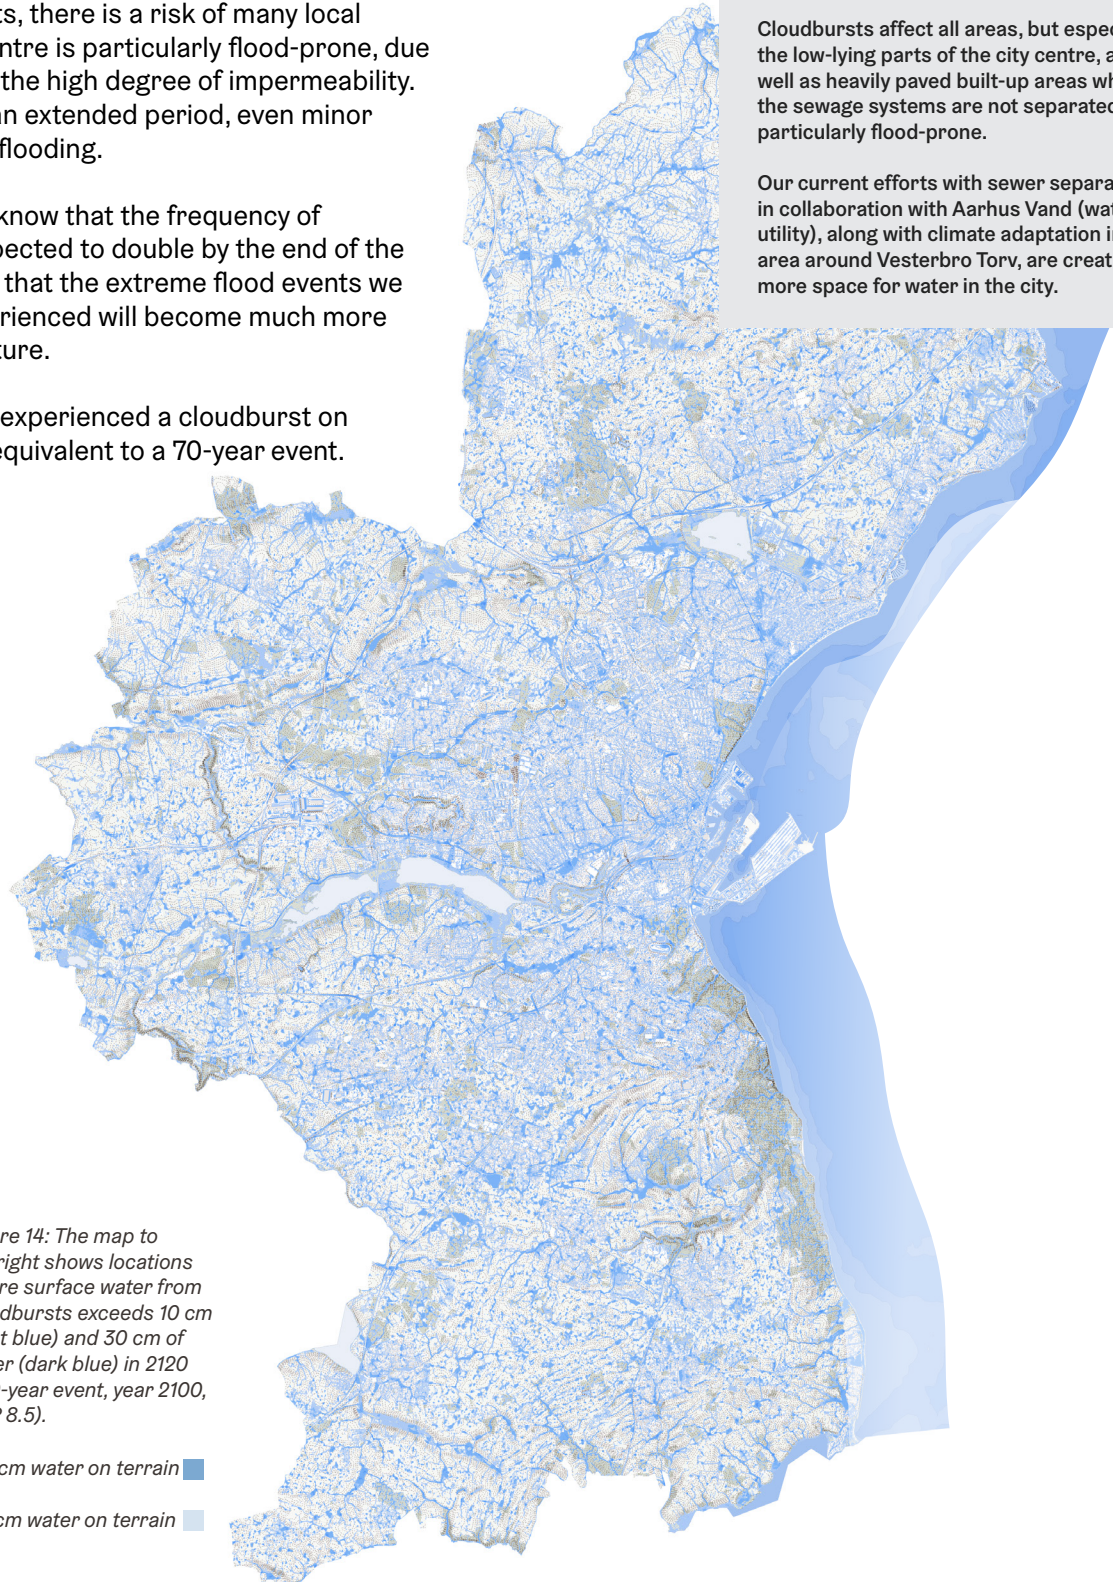 ts, there is a risk of many local
ntre is particularly flood-prone, due
the high degree of impermeability.
an extended period, even minor
flooding.
know that the frequency of
pected to double by the end of the
that the extreme flood events we
erienced will become much more
ture.
experienced a cloudburst on
equivalent to a 70-year event.
Cloudbursts affect all areas, but espec
the low-lying parts of the city centre, a
well as heavily paved built-up areas wh
the sewage systems are not separated
particularly flood-prone.
Our current efforts with sewer separa
in collaboration with Aarhus Vand (wat
utility), along with climate adaptation i
area around Vesterbro Torv, are creat
more space for water in the city.
re 14: The map to
right shows locations
re surface water from
dbursts exceeds 10 cm
t blue) and 30 cm of
er (dark blue) in 2120
-year event, year 2100,
8.5).
cm water on terrain
cm water on terrain